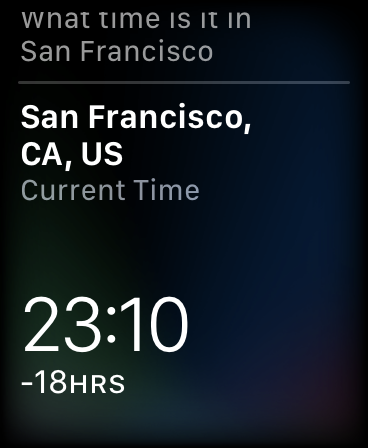 What time is it in
San Francisco
San Francisco,
CA, US
Current Time
23:10
-18HRS